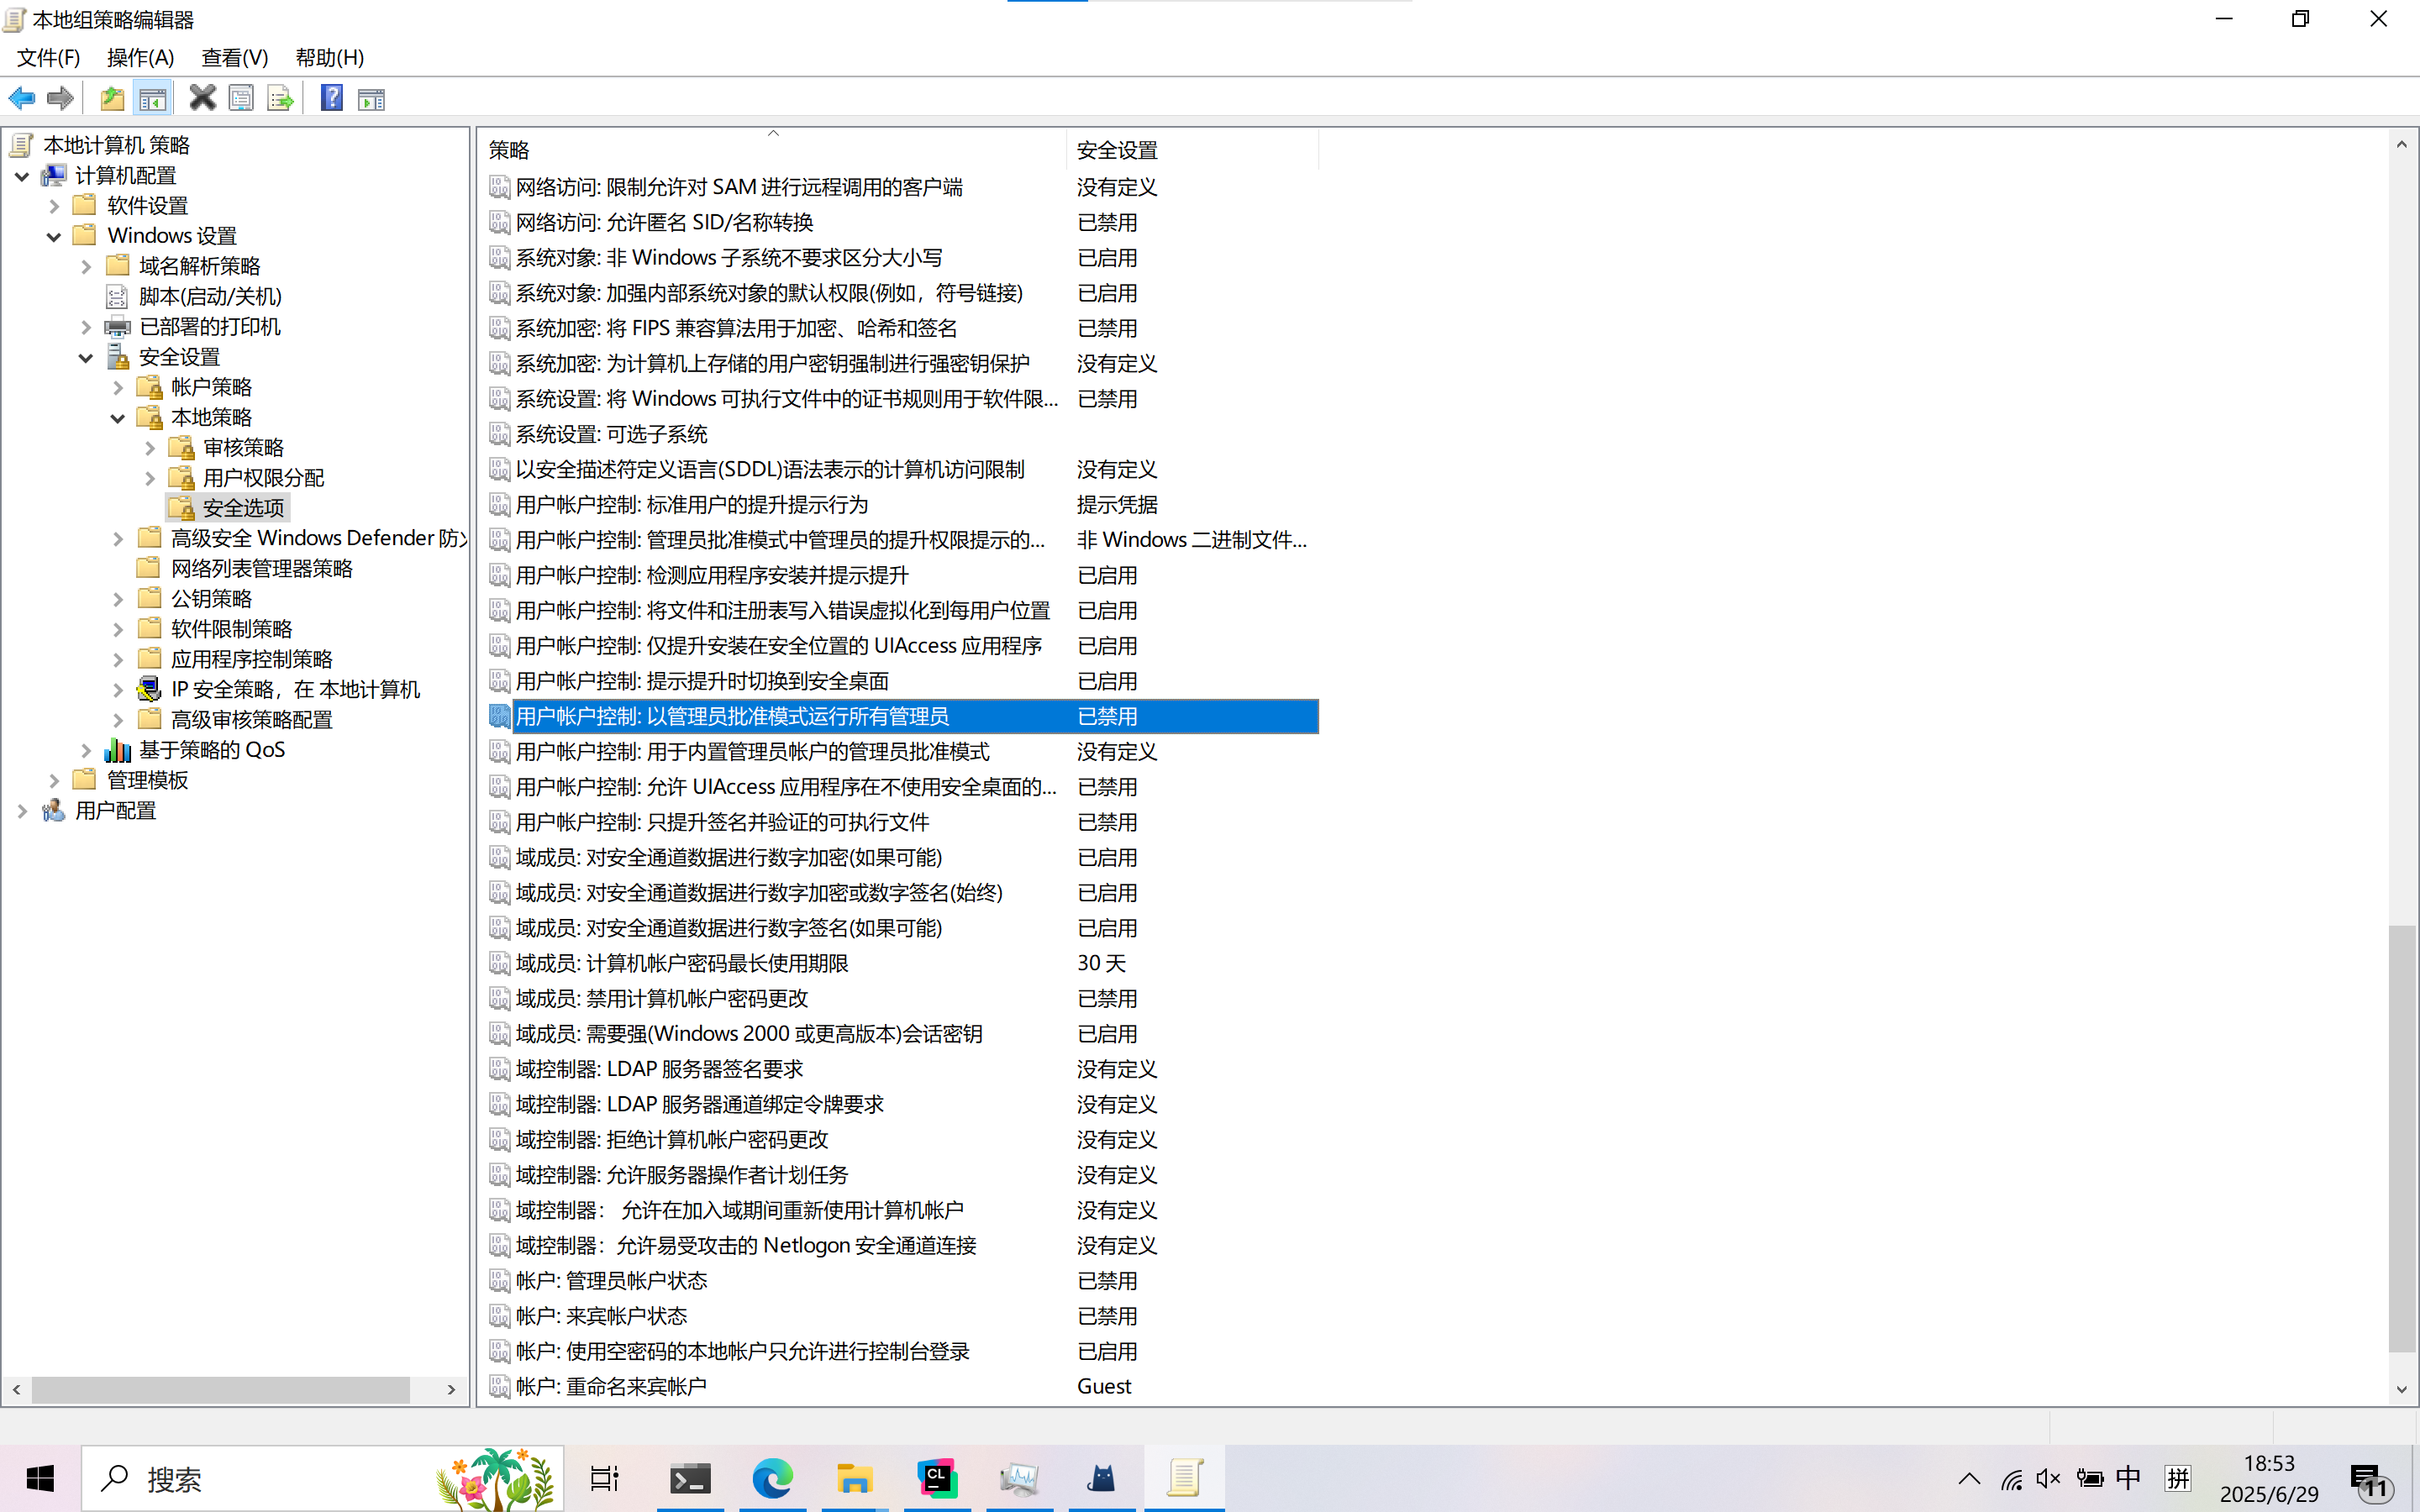 本地组策略编辑器
文件(F) 操作(A) 查看(V) 帮助(H)
本地计算机 策略
计算机配置
软件设置
Windows 设置
域名解析策略
脚本(启动/关机)
已部署的打印机
安全设置
帐户策略
本地策略
审核策略
用户权限分配
安全选项
高级安全 Windows Defender 防
网络列表管理器策略
公钥策略
软件限制策略
应用程序控制策略
IP 安全策略，在 本地计算机
高级审核策略配置
基于策略的 QoS
管理模板
用户配置
策略 安全设置
网络访问: 限制允许对 SAM 进行远程调用的客户端 没有定义
网络访问: 允许匿名 SID/名称转换 已禁用
系统对象: 非 Windows 子系统不要求区分大小写 已启用
系统对象: 加强内部系统对象的默认权限(例如，符号链接) 已启用
系统加密: 将 FIPS 兼容算法用于加密、哈希和签名 已禁用
系统加密: 为计算机上存储的用户密钥强制进行强密钥保护 没有定义
系统设置: 将 Windows 可执行文件中的证书规则用于软件限... 已禁用
系统设置: 可选子系统
以安全描述符定义语言(SDDL)语法表示的计算机访问限制 没有定义
用户帐户控制: 标准用户的提升提示行为 提示凭据
用户帐户控制: 管理员批准模式中管理员的提升权限提示的... 非 Windows 二进制文件...
用户帐户控制: 检测应用程序安装并提示提升 已启用
用户帐户控制: 将文件和注册表写入错误虚拟化到每用户位置 已启用
用户帐户控制: 仅提升安装在安全位置的 UIAccess 应用程序 已启用
用户帐户控制: 提示提升时切换到安全桌面 已启用
用户帐户控制: 以管理员批准模式运行所有管理员 已禁用
用户帐户控制: 用于内置管理员帐户的管理员批准模式 没有定义
用户帐户控制: 允许 UIAccess 应用程序在不使用安全桌面的... 已禁用
用户帐户控制: 只提升签名并验证的可执行文件 已禁用
域成员: 对安全通道数据进行数字加密(如果可能) 已启用
域成员: 对安全通道数据进行数字加密或数字签名(始终) 已启用
域成员: 对安全通道数据进行数字签名(如果可能) 已启用
域成员: 计算机帐户密码最长使用期限 30 天
域成员: 禁用计算机帐户密码更改 已禁用
域成员: 需要强(Windows 2000 或更高版本)会话密钥 已启用
域控制器: LDAP 服务器签名要求 没有定义
域控制器: LDAP 服务器通道绑定令牌要求 没有定义
域控制器: 拒绝计算机帐户密码更改 没有定义
域控制器: 允许服务器操作者计划任务 没有定义
域控制器： 允许在加入域期间重新使用计算机帐户 没有定义
域控制器：允许易受攻击的 Netlogon 安全通道连接 没有定义
帐户: 管理员帐户状态 已禁用
帐户: 来宾帐户状态 已禁用
帐户: 使用空密码的本地帐户只允许进行控制台登录 已启用
帐户: 重命名来宾帐户 Guest
搜索
CL
中
拼
18:53
2025/6/29
11